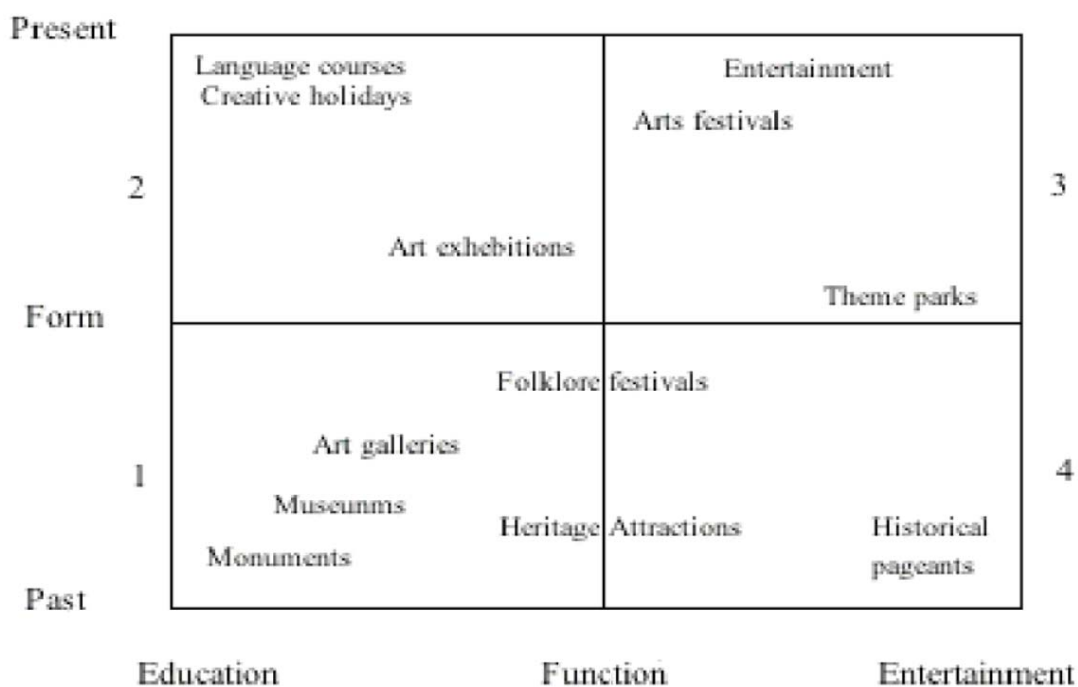 Present
Language courses
Creative holidays
Entertainment
Arts festivals
2
3
Art exhebitions
Theme parks
Form
Folklore festivals
Art galleries
1
4
Museunms
Heritage Attractions
Historical
pageants
Monuments
Past
Education
Function
Entertainment